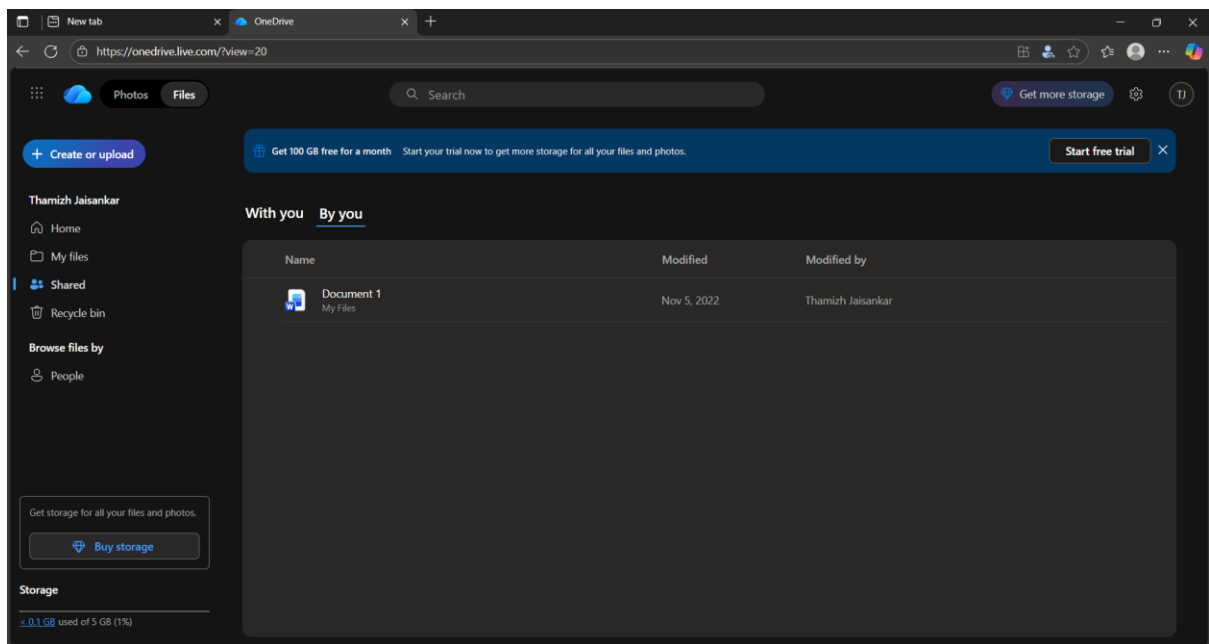 New tab
OneDrive
https://onedrive.live.com/?view=20
Photos Files
Search
Get more storage
TJ
+ Create or upload
Get 100 GB free for a month Start your trial now to get more storage for all your files and photos.
Start free trial
Thamizh Jaisankar
Home
My files
Shared
Recycle bin
Browse files by
People
With you By you
Name Modified Modified by
Document 1
My Files
Nov 5, 2022 Thamizh Jaisankar
Get storage for all your files and photos.
Buy storage
Storage
< 0.1 GB used of 5 GB (1%)